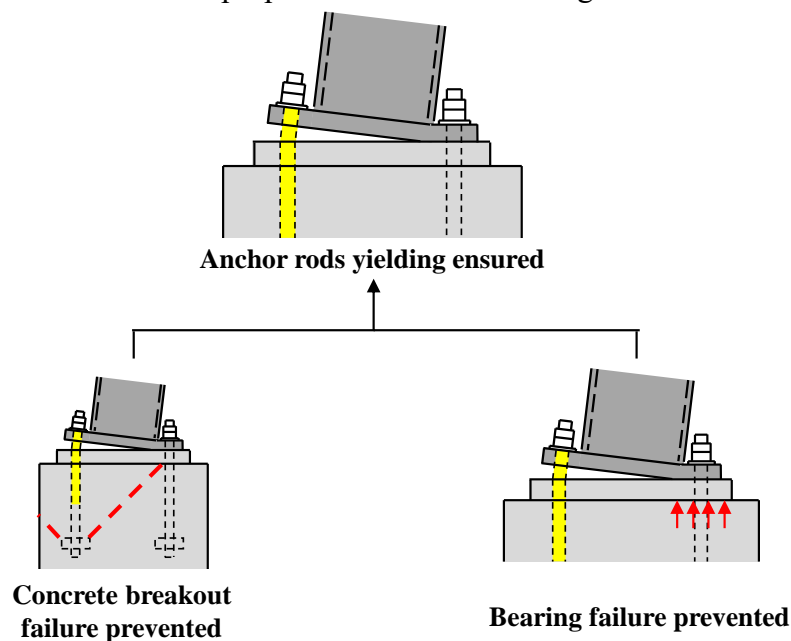 Anchor rods yielding ensured
Concrete breakout
failure prevented
Bearing failure prevented